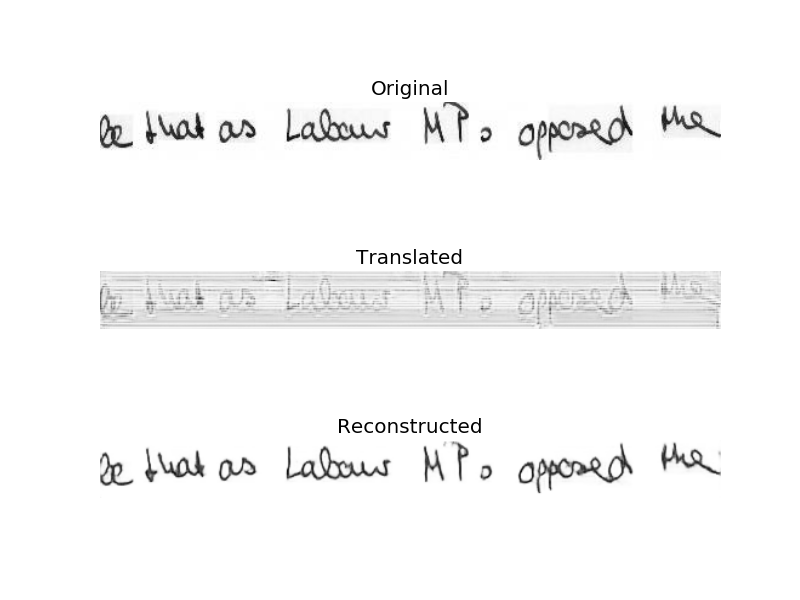 Original
be that as Labour MPs opposed the
Translated
be that as Labour MPs opposed the
Reconstructed
be that as Labour MPs opposed the